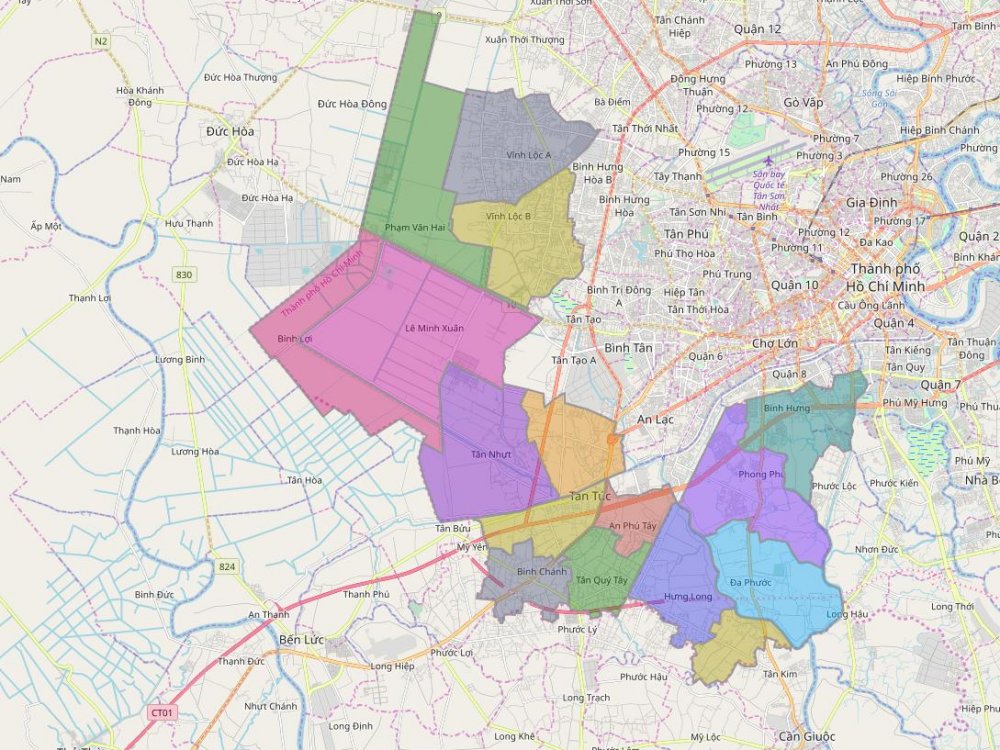 Xuân Thới Sơn
Tân Chánh
Hiệp
Quận 12
Tam Bình
N2
Xuân Thới Thượng
Phường 13
An Phú Đông
Đức Hòa Thượng
Đông Hưng
Thuận
Hiệp Bình Phước
Hòa Khánh
Đông
Đức Hòa Đông
Bà Điểm
Gò Vấp
Phường 12
Sông Sài
Gòn
Đức Hòa
Tân Thới Nhất
Phường 7
Hiệp Bình Chánh
Đức Hòa Hạ
Vĩnh Lộc A
Phường 15
Phường 3
Phường
Bình Hưng
Hòa B
Tây Thạnh
Sân bay
Quốc tế
Tân Sơn
Nhất
Phường 26
Nam
Đức Hòa Hạ
Bình Hưng
Hòa
Gia Định
Ấp Một
Hựu Thạnh
Phạm Văn Hai
Vĩnh Lộc B
Tân Sơn Nhì
Tân Bình
Phường 17
Tân Phú
Phường 12
Đa Kao
Quận 2
Phú Thọ Hòa
Phường 11
Bình Khánh
830
Thành phố Hồ Chí Minh
Phú Trung
Thành phố
Hồ Chí Minh
Thạnh Lợi
Bình Trị Đông
A
Hiệp Tân
Quận 10
10
Tân Thới Hòa
Cầu Ông Lãnh
Lê Minh Xuân
Tân Tạo
Quận 4
Bình Lợi
Bình Tân
Chợ Lớn
Tân Thuận
Đông
Lương Bình
Tân Tạo A
Quận 6
Tân Kiểng
Tân Quy
Quận 8
Quận 7
Phú Mỹ Hưng
Phú Thuận
Bình Hưng
Thạnh Hòa
An Lạc
Lương Hòa
Tân Nhựt
Phú Mỹ
Tân Hòa
Phong Phú
Nhà Bè
Phước Lộc
Phước Kiển
Tân Túc
Tân Bửu
An Phú Tây
Mỹ Yên
Nhơn Đức
824
Bình Chánh
Tân Quý Tây
Đa Phước
Bình Đức
Thanh Phú
Hưng Long
Long Thới
An Thạnh
Long Hậu
Phước Lý
Bến Lức
Phước Lợi
Thạnh Đức
Long Hiệp
Phước Hậu
Tân Kim
Long Trạch
Nhựt Chánh
CT01
Hiệp Phước
Long Định
Long Khê
Mỹ Lộc
Cần Giuộc
Phước Lâm